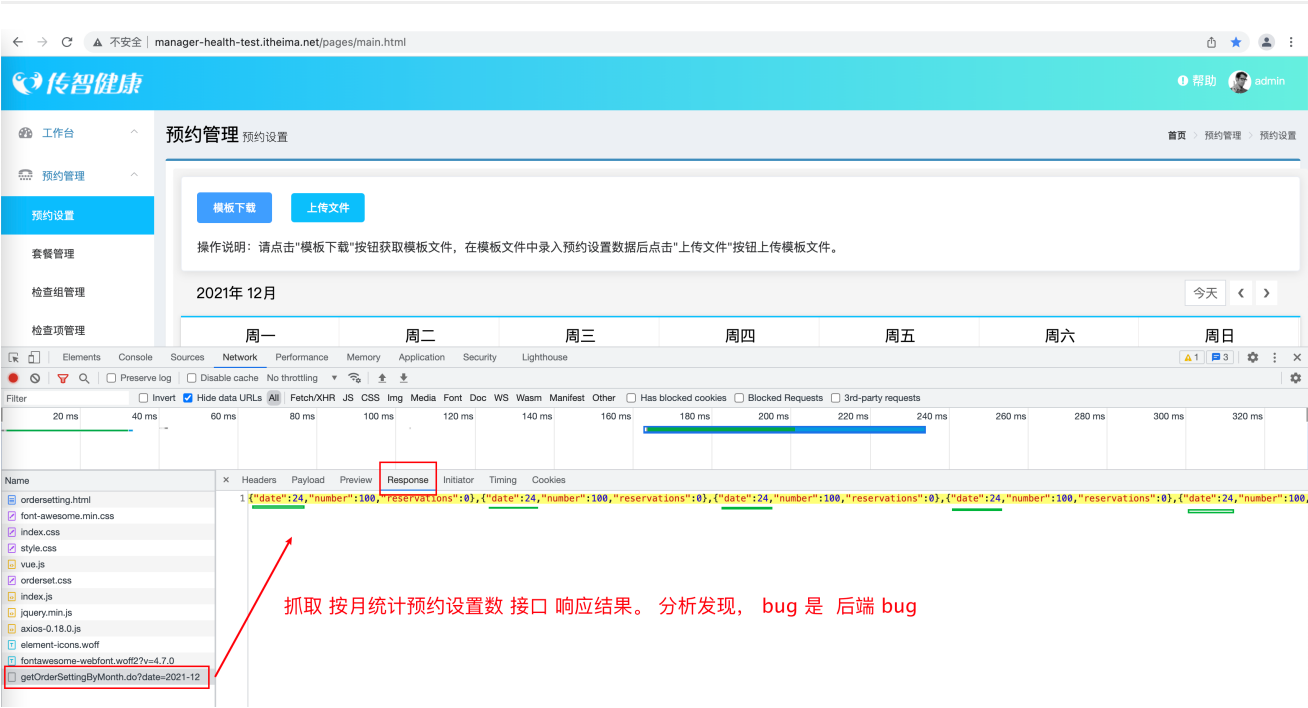 不安全 manager-health-test.itheima.net/pages/main.html
传智健康 帮助 admin
工作台
预约管理 预约设置 首页 > 预约管理 > 预约设置
预约管理
预约设置
套餐管理
检查组管理
检查项管理
模板下载 上传文件
操作说明：请点击"模板下载"按钮获取模板文件，在模板文件中录入预约设置数据后点击"上传文件"按钮上传模板文件。
2021年 12月 今天
周一 周二 周三 周四 周五 周六 周日
Elements Console Sources Network Performance Memory Application Security Lighthouse 1 3
Preserve log Disable cache No throttling
Filter Invert Hide data URLs All Fetch/XHR JS CSS Img Media Font Doc WS Wasm Manifest Other Has blocked cookies Blocked Requests 3rd-party requests
20 ms 40 ms 60 ms 80 ms 100 ms 120 ms 140 ms 160 ms 180 ms 200 ms 220 ms 240 ms 260 ms 280 ms 300 ms 320 ms
Name × Headers Payload Preview Response Initiator Timing Cookies
ordersetting.html
font-awesome.min.css
index.css
style.css
vue.js
orderset.css
index.js
jquery.min.js
axios-0.18.0.js
element-icons.woff
fontawesome-webfont.woff2?v=4.7.0
getOrderSettingByMonth.do?date=2021-12
1 {"date":24,"number":100,"reservations":0},{"date":24,"number":100,"reservations":0},{"date":24,"number":100,"reservations":0},{"date":24,"number":100,"reservations":0},{"date":24,"number":100,
抓取 按月统计预约设置数 接口 响应结果。 分析发现， bug 是 后端 bug